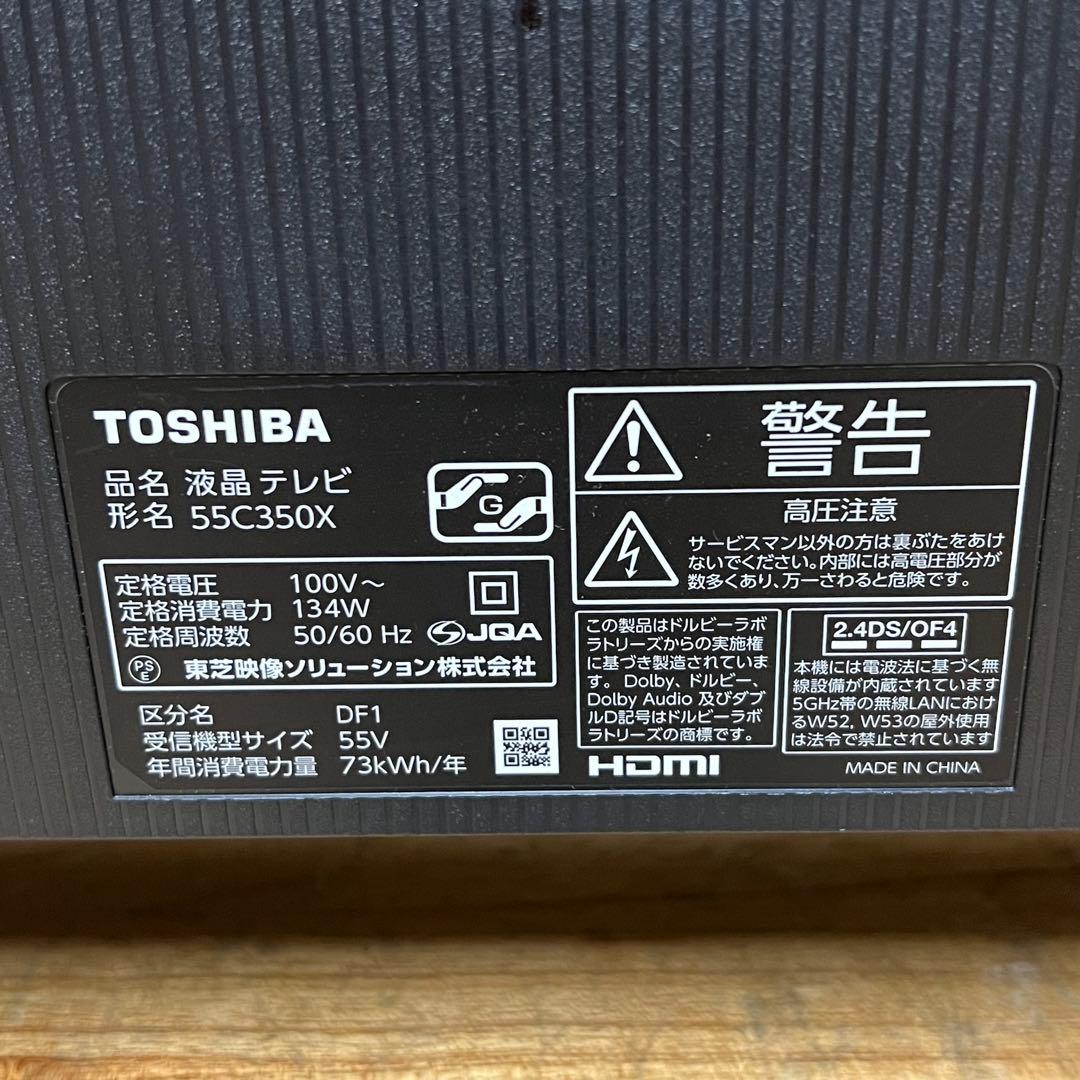 TOSHIBA
品名 液晶テレビ
形名 55C350X
G
定格電圧 100V～
定格消費電力 134W
定格周波数 50/60 Hz
JQA
PS
E
東芝映像ソリューション株式会社
区分名 DF1
受信機型サイズ 55V
年間消費電力量 73kWh/年
警告
高圧注意
サービスマン以外の方は裏ぶたをあけ
ないでください。内部には高電圧部分が
数多くあり、万一さわると危険です。
この製品はドルビーラボ
ラトリーズからの実施権
に基づき製造されていま
す。Dolby、ドルビー、
Dolby Audio 及びダブ
ルD記号はドルビーラボ
ラトリーズの商標です。
2.4DS/OF4
本機には電波法に基づく無
線設備が内蔵されています
5GHz帯の無線LANにおけ
るW52, W53の屋外使用
は法令で禁止されています
HDMI
MADE IN CHINA